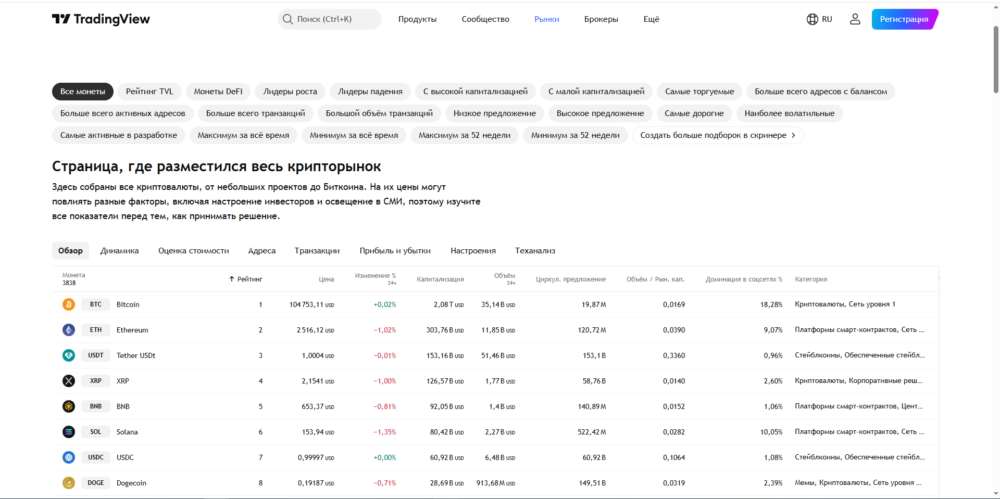 TradingView
Поиск (Ctrl+K)
Продукты
Сообщество
Рынки
Брокеры
Ещё
RU
Регистрация
Все монеты Рейтинг TVL Монеты DeFi Лидеры роста Лидеры падения С высокой капитализацией С малой капитализацией Самые торгуемые Больше всего адресов с балансом
Больше всего активных адресов Больше всего транзакций Большой объём транзакций Низкое предложение Высокое предложение Самые дорогие Наиболее волатильные
Самые активные в разработке Максимум за всё время Минимум за всё время Максимум за 52 недели Минимум за 52 недели Создать больше подборок в скринере
Страница, где разместился весь крипторынок
Здесь собраны все криптовалюты, от небольших проектов до Биткоина. На их цены могут
повлиять разные факторы, включая настроение инвесторов и освещение в СМИ, поэтому изучите
все показатели перед тем, как принимать решение.
Обзор Динамика Оценка стоимости Адреса Транзакции Прибыль и убытки Настроения Теханализ
Монета
3838
Рейтинг
Цена
Изменение %
24ч
Капитализация
Объём
24ч
Циркул. предложение
Объём / Рын. кап.
Доминация в соцсетях %
Категория
BTC Bitcoin 1 104 753,11 USD +0,02% 2,08 T USD 35,14 B USD 19,87 M 0,0169 18,28% Криптовалюты, Сеть уровня 1
ETH Ethereum 2 2 516,12 USD −1,02% 303,76 B USD 11,85 B USD 120,72 M 0,0390 9,07% Платформы смарт-контрактов, Сеть ...
USDT Tether USDt 3 1,0004 USD −0,01% 153,16 B USD 51,46 B USD 153,1 B 0,3360 0,96% Стейблкоины, Обеспеченные стейбл...
XRP XRP 4 2,1541 USD −1,00% 126,57 B USD 1,77 B USD 58,76 B 0,0140 2,60% Криптовалюты, Корпоративные реш...
BNB BNB 5 653,37 USD −0,81% 92,05 B USD 1,4 B USD 140,89 M 0,0152 1,06% Платформы смарт-контрактов, Цент...
SOL Solana 6 153,94 USD −1,35% 80,42 B USD 2,27 B USD 522,42 M 0,0282 10,05% Платформы смарт-контрактов, Сеть ...
USDC USDC 7 0,99997 USD +0,00% 60,92 B USD 6,48 B USD 60,92 B 0,1064 1,08% Стейблкоины, Обеспеченные стейбл...
DOGE Dogecoin 8 0,19187 USD −0,71% 28,69 B USD 913,68 M USD 149,51 B 0,0319 2,39% Мемы, Криптовалюты, Сеть уровня ...